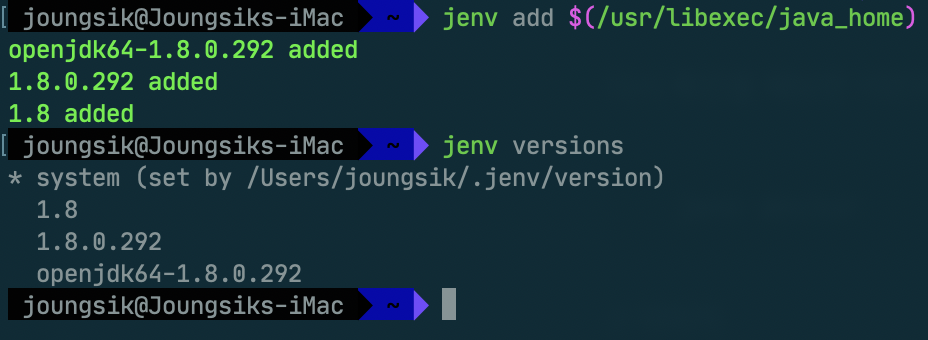 [ joungsik@Joungsiks-iMac ~ jenv add $(/usr/libexec/java_home)
openjdk64-1.8.0.292 added
1.8.0.292 added
1.8 added
[ joungsik@Joungsiks-iMac ~ jenv versions
* system (set by /Users/joungsik/.jenv/version)
1.8
1.8.0.292
openjdk64-1.8.0.292
joungsik@Joungsiks-iMac ~